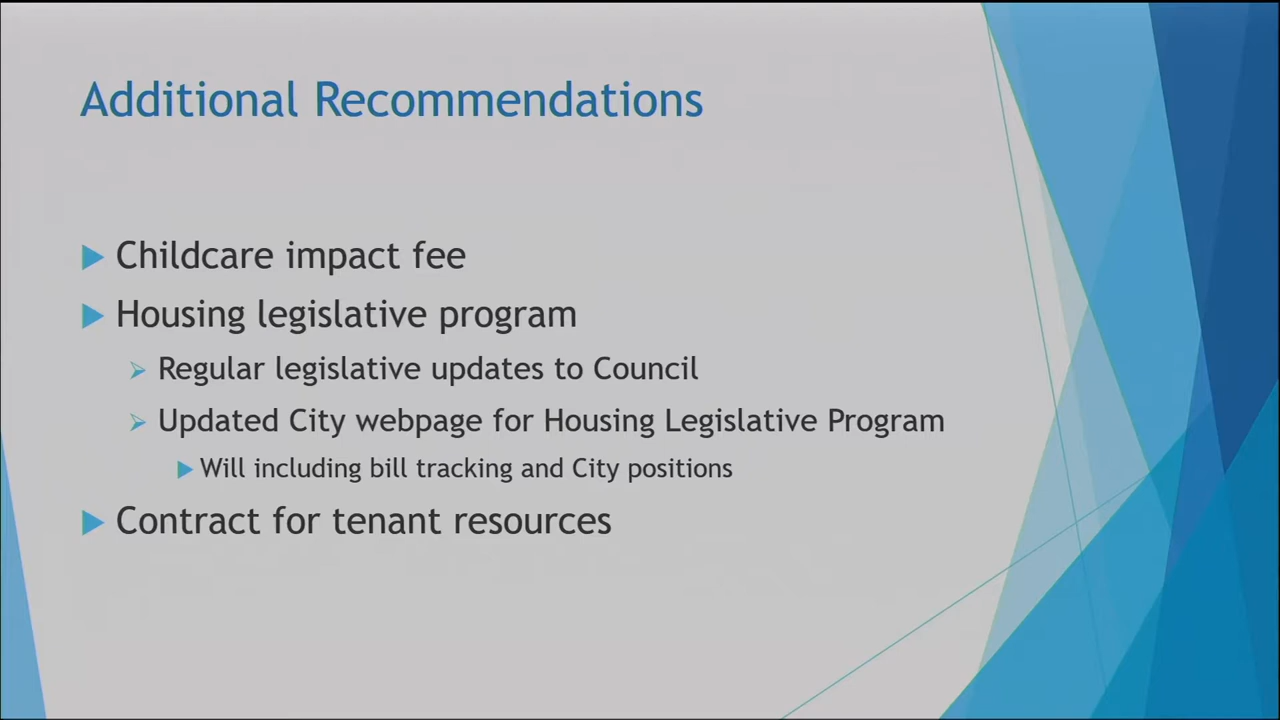 Additional Recommendations
Childcare impact fee
Housing legislative program
Regular legislative updates to Council
Updated City webpage for Housing Legislative Program
Will including bill tracking and City positions
Contract for tenant resources